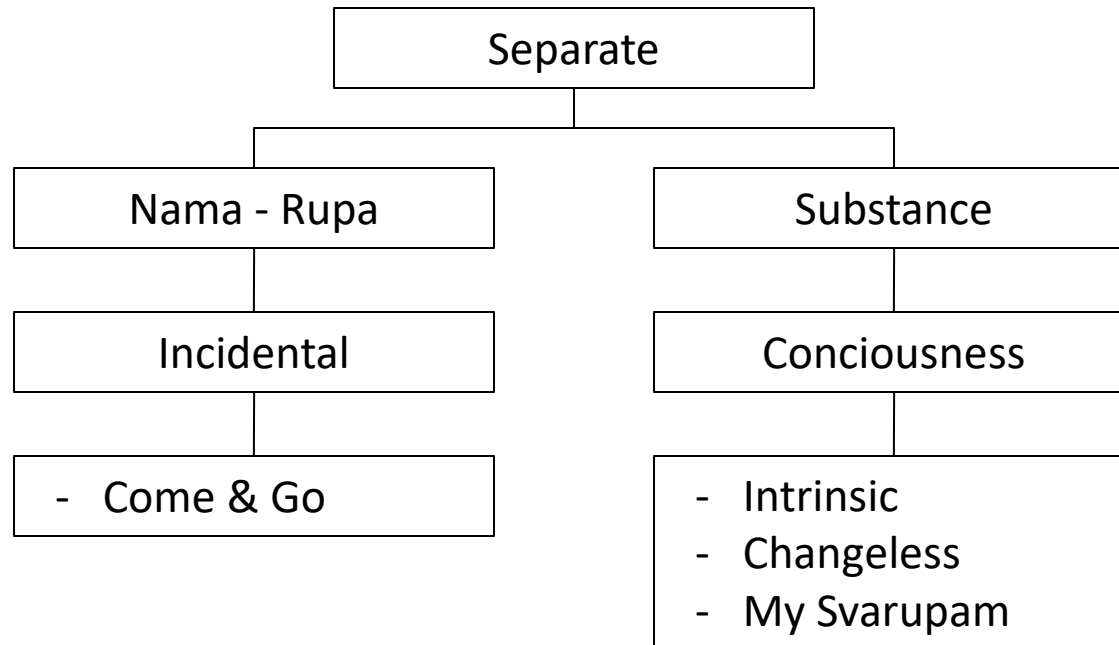 Separate
Nama - Rupa
Substance
Incidental
Conciousness
- Come & Go
- Intrinsic
- Changeless
- My Svarupam